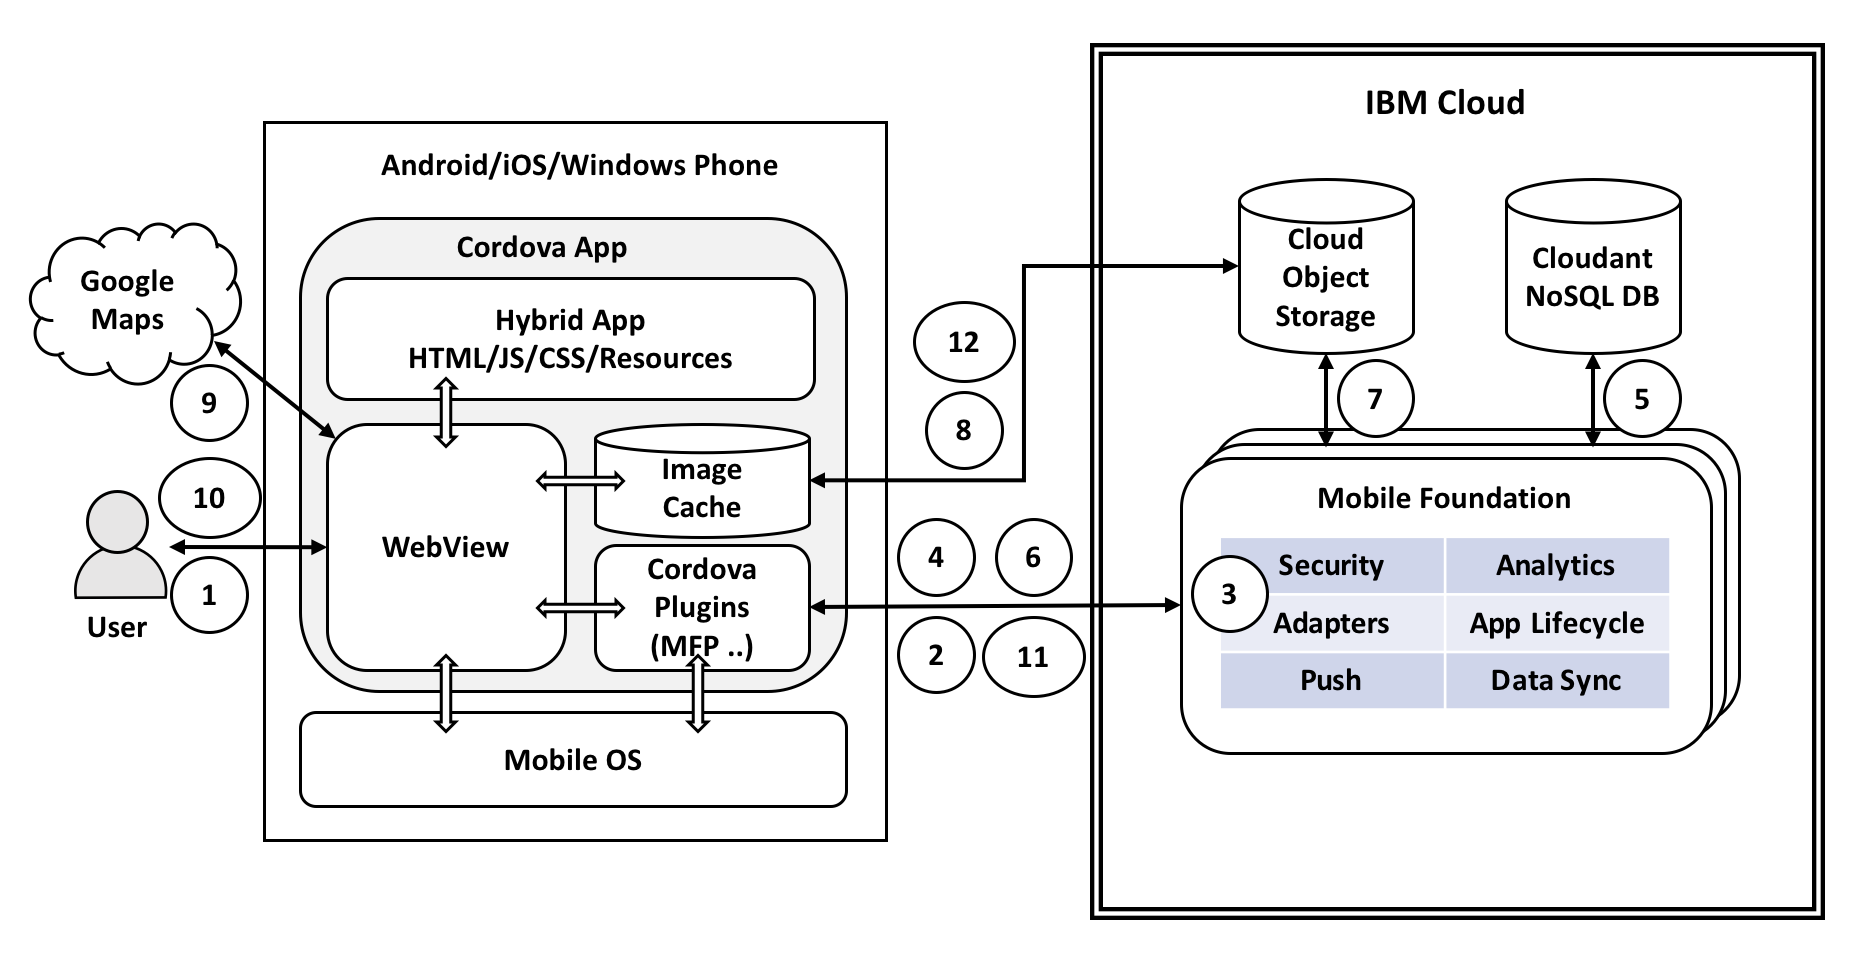 IBM Cloud
Android/iOS/Windows Phone
Cordova App
Google
Maps
Hybrid App
HTML/JS/CSS/Resources
Cloud
Object
Storage
Cloudant
NoSQL DB
12
8
9
7
5
10
1
User
WebView
Image
Cache
Cordova
Plugins
(MFP ..)
4
6
2
11
Mobile Foundation
3
Security
Analytics
Adapters
App Lifecycle
Push
Data Sync
Mobile OS